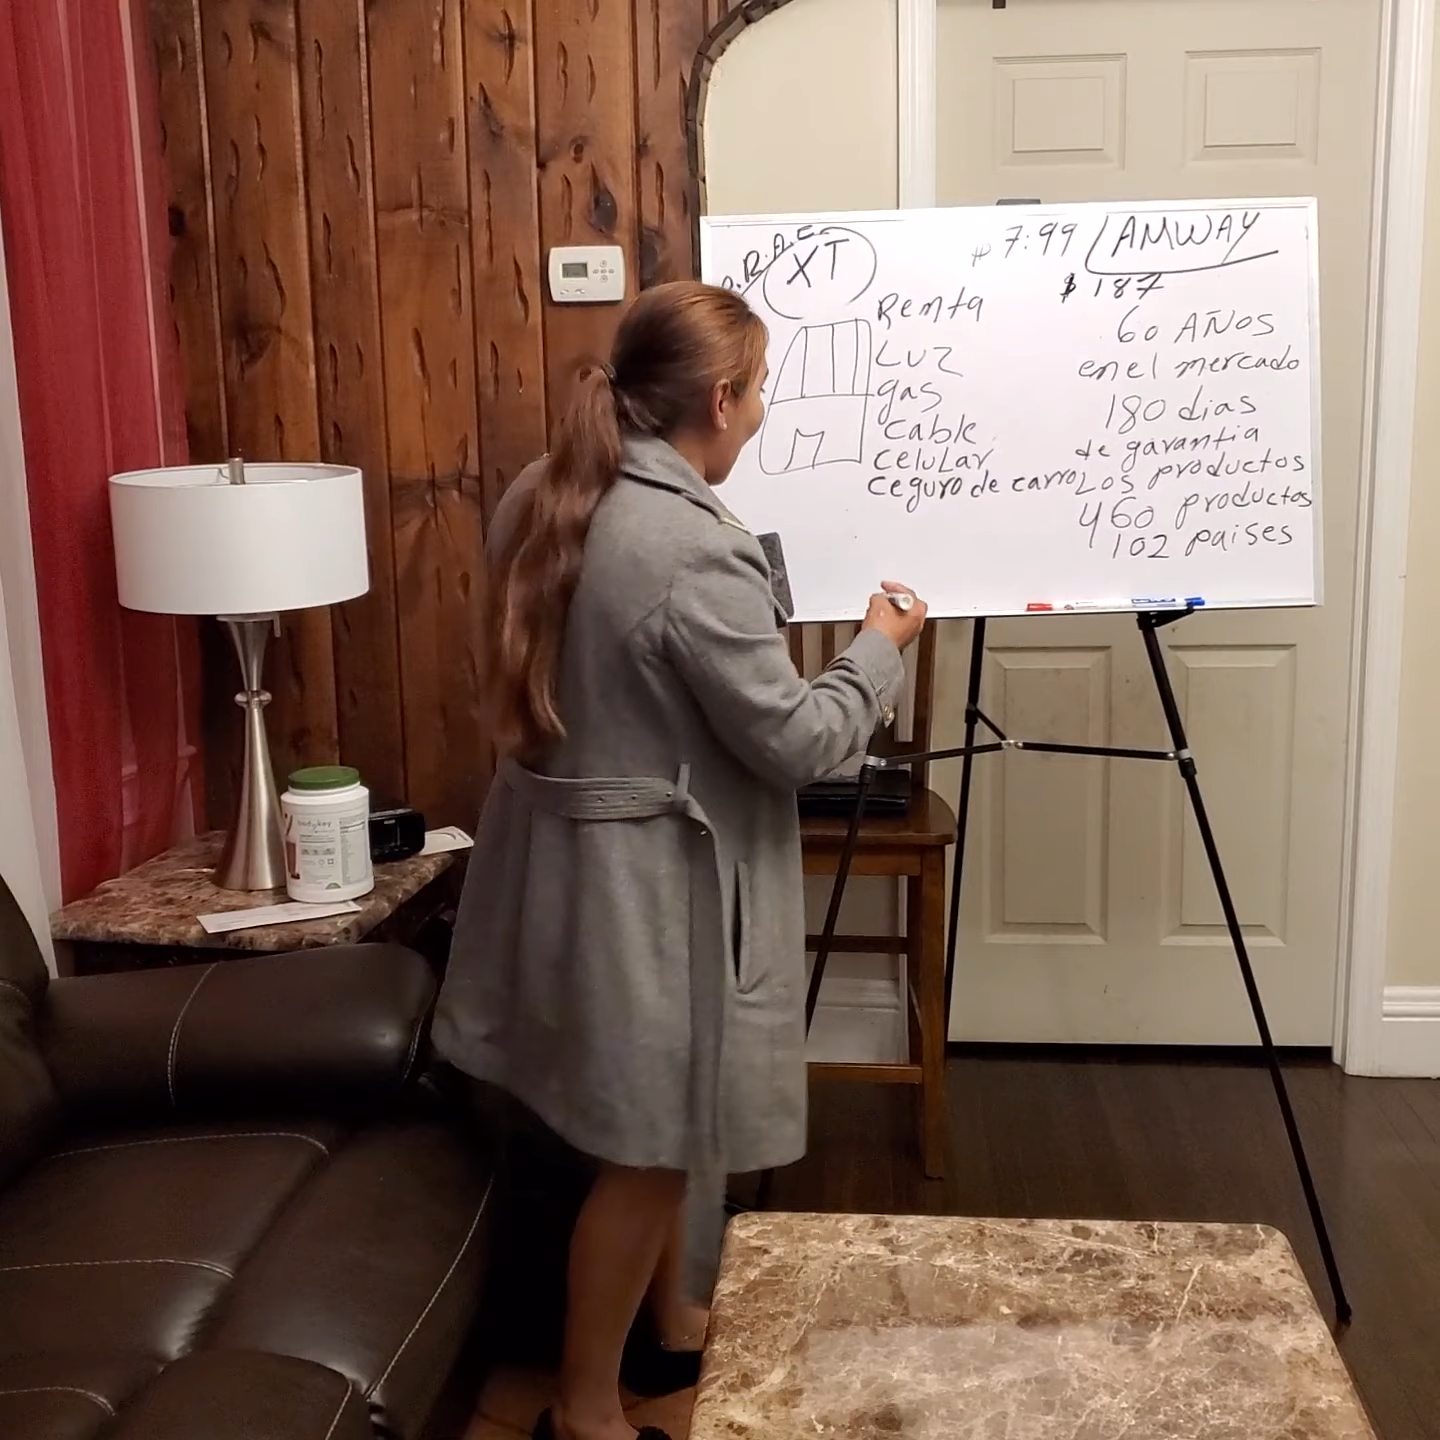 XT
Renta
Luz
gas
cable
celular
ceguro de carro
M
$7.99 AMWAY
$187
60 AÑOS
en el mercado
180 dias
de garantia
Los productos
460 productos
102 paises
bodykey